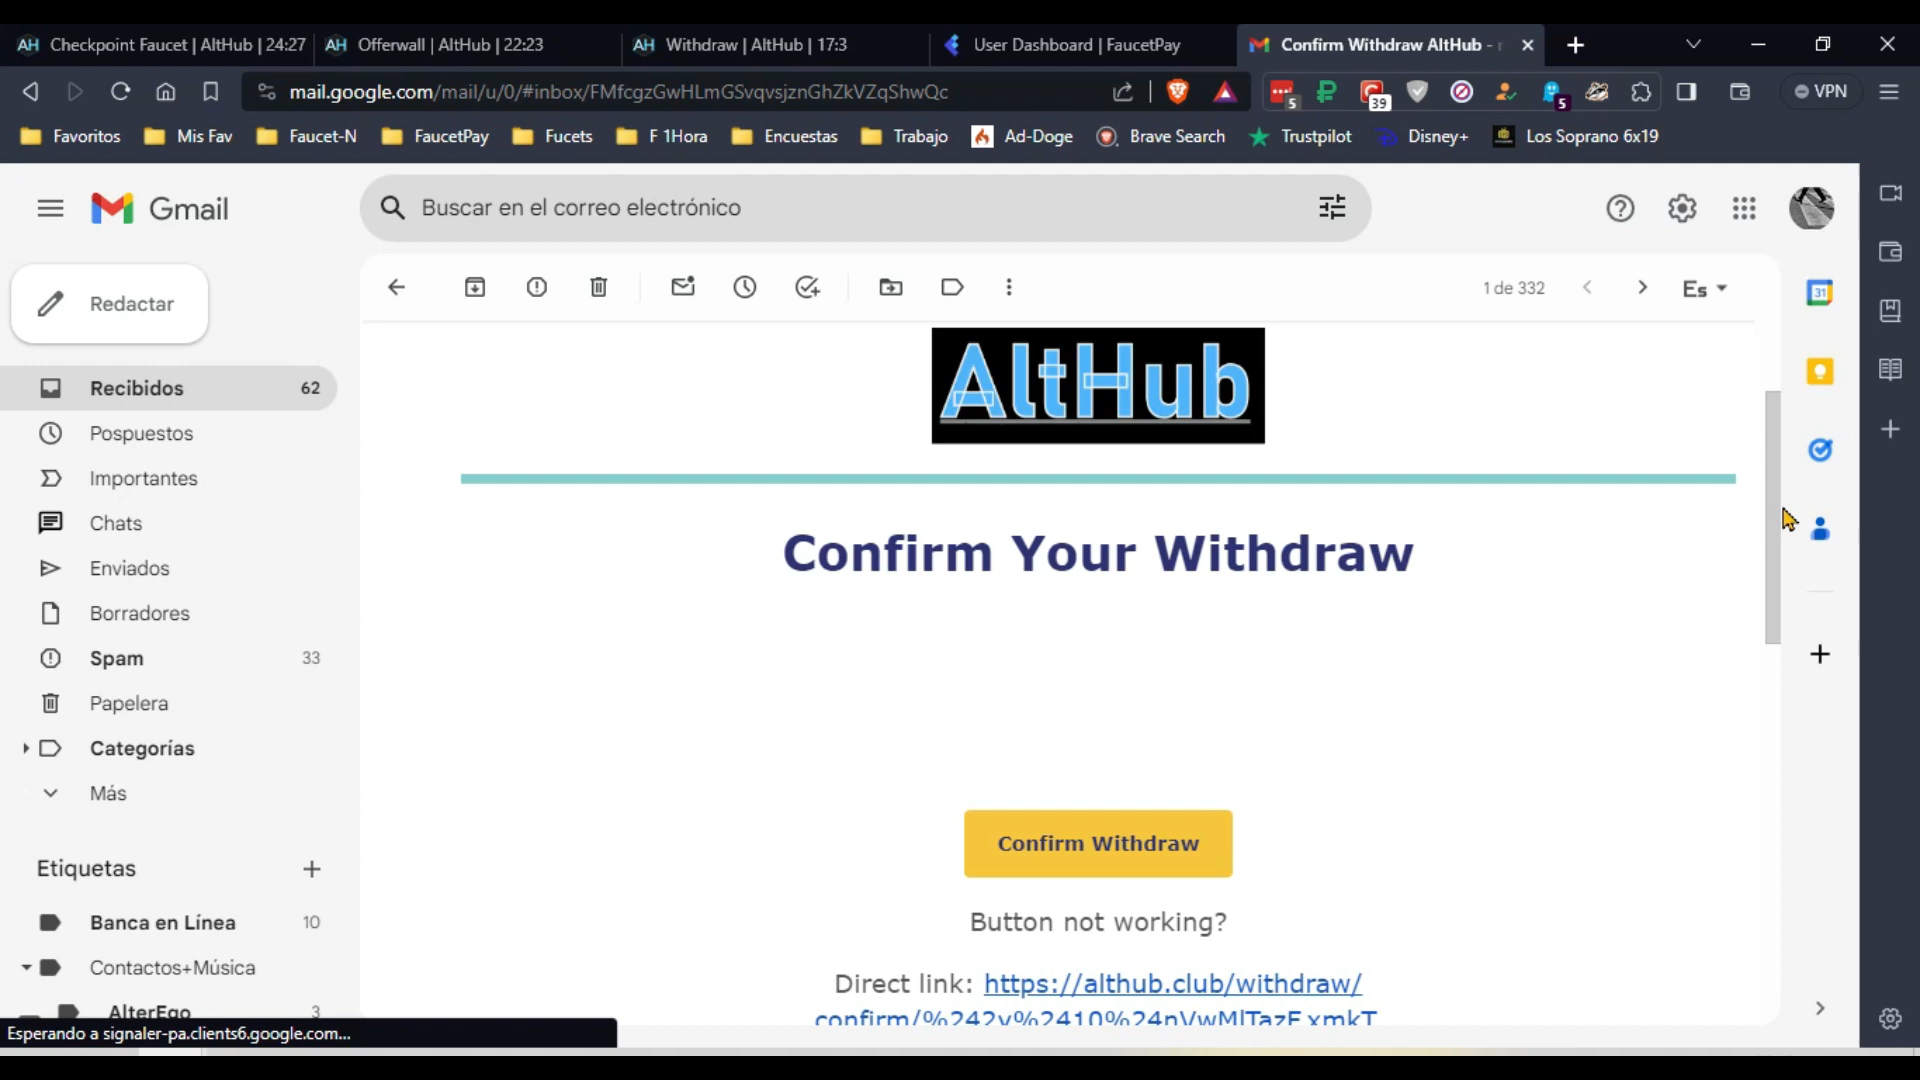 Checkpoint Faucet | AltHub | 24:27
Offerwall | AltHub | 22:23
Withdraw | AltHub | 17:3
User Dashboard | FaucetPay
Confirm Withdraw AltHub -
mail.google.com/mail/u/0/#inbox/FMfcgzGwHLmGSvqvsjznGhZkVZqShwQc
5
39
5
VPN
Favoritos
Mis Fav
Faucet-N
FaucetPay
Fucets
F 1Hora
Encuestas
Trabajo
Ad-Doge
Brave Search
Trustpilot
Disney+
Los Soprano 6x19
Gmail
Buscar en el correo electrónico
Redactar
1 de 332
Es
Recibidos 62
Pospuestos
Importantes
Chats
Enviados
Borradores
Spam 33
Papelera
Categorías
Más
Etiquetas
Banca en Línea 10
Contactos+Música
AlterEgo 3
AltHub
Confirm Your Withdraw
Confirm Withdraw
Button not working?
Direct link: https://althub.club/withdraw/
31
Esperando a signaler-pa.clients6.google.com...